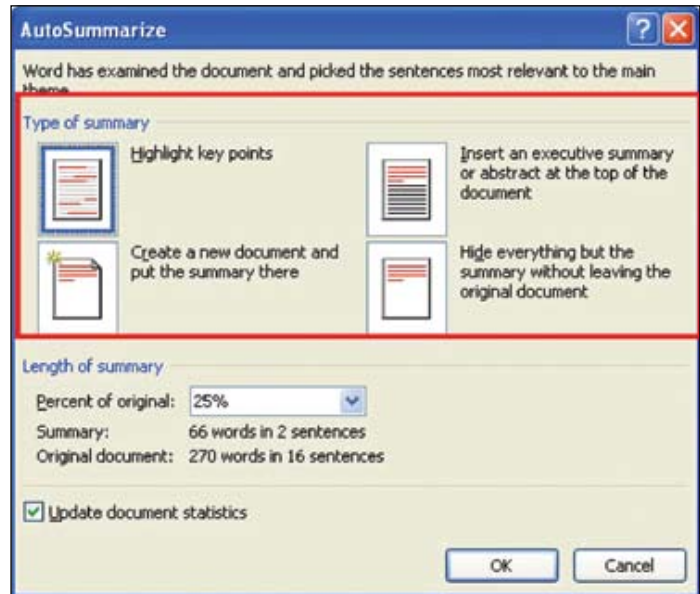 AutoSummarize
Word has examined the document and picked the sentences most relevant to the main
theme.
Type of summary
Highlight key points
Insert an executive summary
or abstract at the top of the
document
Create a new document and
put the summary there
Hide everything but the
summary without leaving the
original document
Length of summary
Percent of original: 25%
Summary: 66 words in 2 sentences
Original document: 270 words in 16 sentences
Update document statistics
OK Cancel